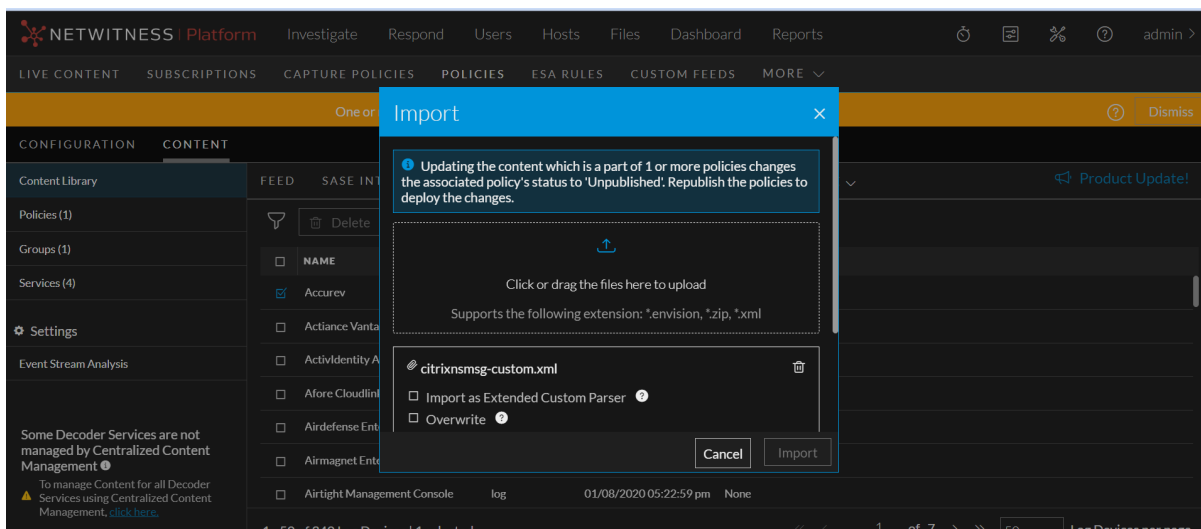 NETWITNESS Platform Investigate Respond Users Hosts Files Dashboard Reports admin >
LIVE CONTENT SUBSCRIPTIONS CAPTURE POLICIES POLICIES ESA RULES CUSTOM FEEDS MORE
One or
Dismiss
Import
CONFIGURATION CONTENT
Content Library
Policies (1)
Groups (1)
Services (4)
Settings
Event Stream Analysis
Some Decoder Services are not
managed by Centralized Content
Management
To manage Content for all Decoder
Services using Centralized Content
Management, click here.
FEED SASE INT
Product Update!
Delete
NAME
Accurev
Actiance Vanta
ActivIdentity A
Afore Cloudlin
Airdefense Ent
Airmagnet Ente
Airtight Management Console log 01/08/2020 05:22:59 pm None
Updating the content which is a part of 1 or more policies changes
the associated policy's status to 'Unpublished'. Republish the policies to
deploy the changes.
Click or drag the files here to upload
Supports the following extension: *.envision, *.zip, *.xml
citrixnsmsg-custom.xml
Import as Extended Custom Parser
Overwrite
Cancel Import